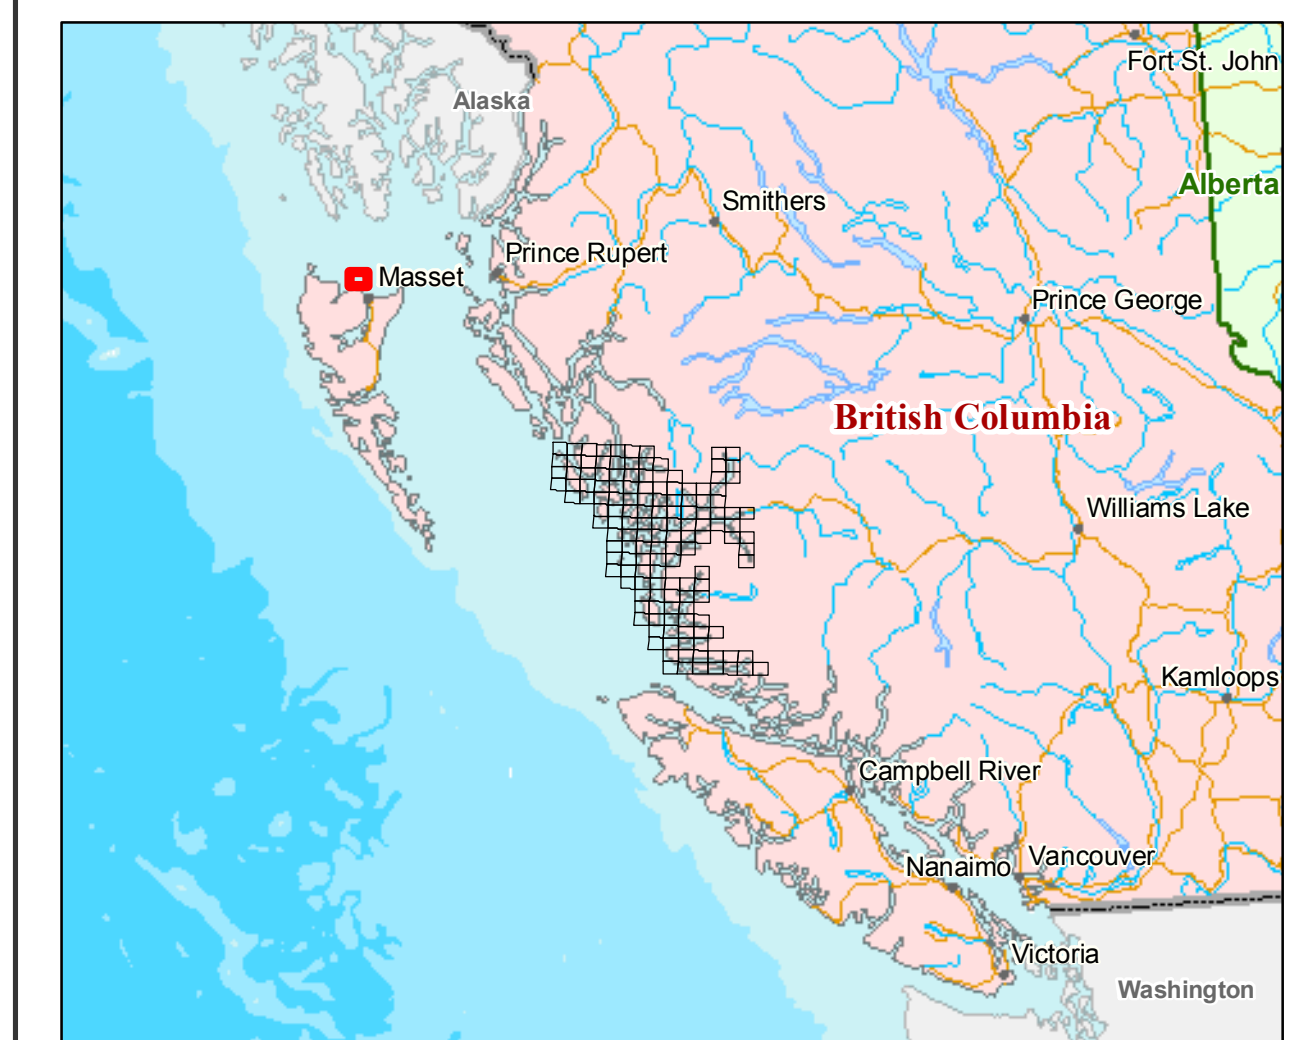 Fort St. John
Alaska
Alberta
Smithers
Prince Rupert
- Masset
Prince George
British Columbia
Williams Lake
Kamloops
Campbell River
Vancouver
Nanaimo
Victoria
Washington